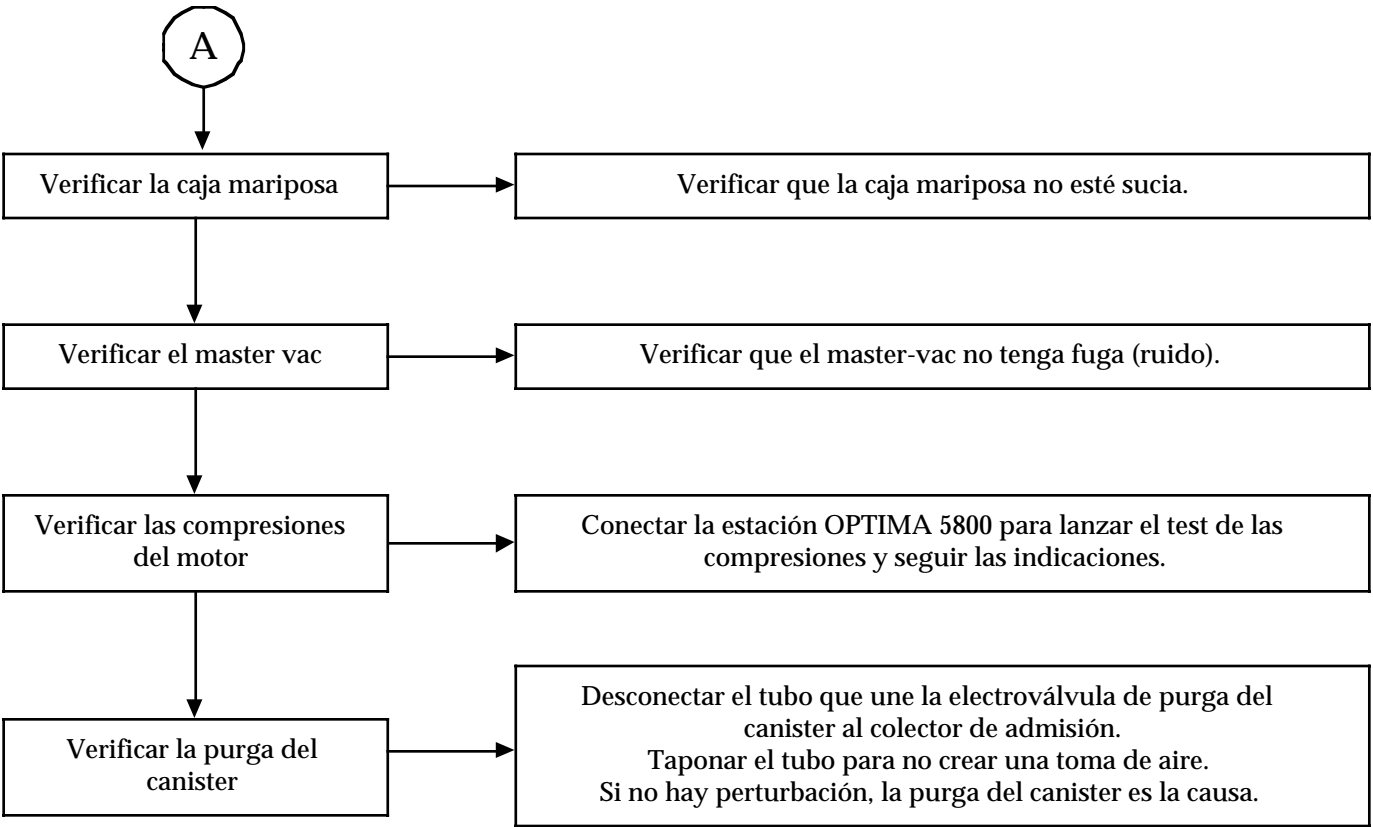 A
Verificar la caja mariposa
Verificar que la caja mariposa no esté sucia.
Verificar el master vac
Verificar que el master-vac no tenga fuga (ruido).
Verificar las compresiones
del motor
Conectar la estación OPTIMA 5800 para lanzar el test de las
compresiones y seguir las indicaciones.
Verificar la purga del
canister
Desconectar el tubo que une la electroválvula de purga del
canister al colector de admisión.
Taponar el tubo para no crear una toma de aire.
Si no hay perturbación, la purga del canister es la causa.